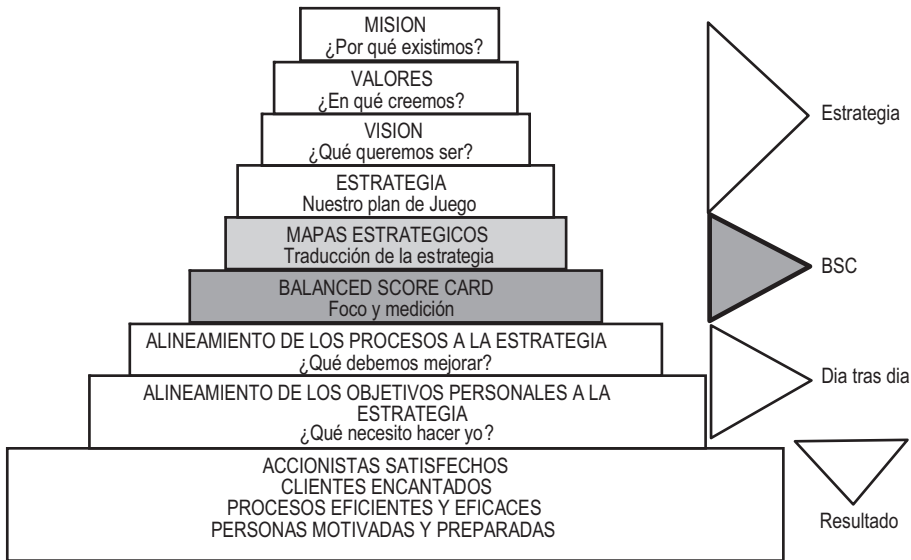 MISION
¿Por qué existimos?
VALORES
¿En qué creemos?
VISION
¿Qué queremos ser?
ESTRATEGIA
Nuestro plan de Juego
MAPAS ESTRATEGICOS
Traducción de la estrategia
BALANCED SCORE CARD
Foco y medición
ALINEAMIENTO DE LOS PROCESOS A LA ESTRATEGIA
¿Qué debemos mejorar?
ALINEAMIENTO DE LOS OBJETIVOS PERSONALES A LA
ESTRATEGIA
¿Qué necesito hacer yo?
ACCIONISTAS SATISFECHOS
CLIENTES ENCANTADOS
PROCESOS EFICIENTES Y EFICACES
PERSONAS MOTIVADAS Y PREPARADAS
Estrategia
BSC
Dia tras dia
Resultado